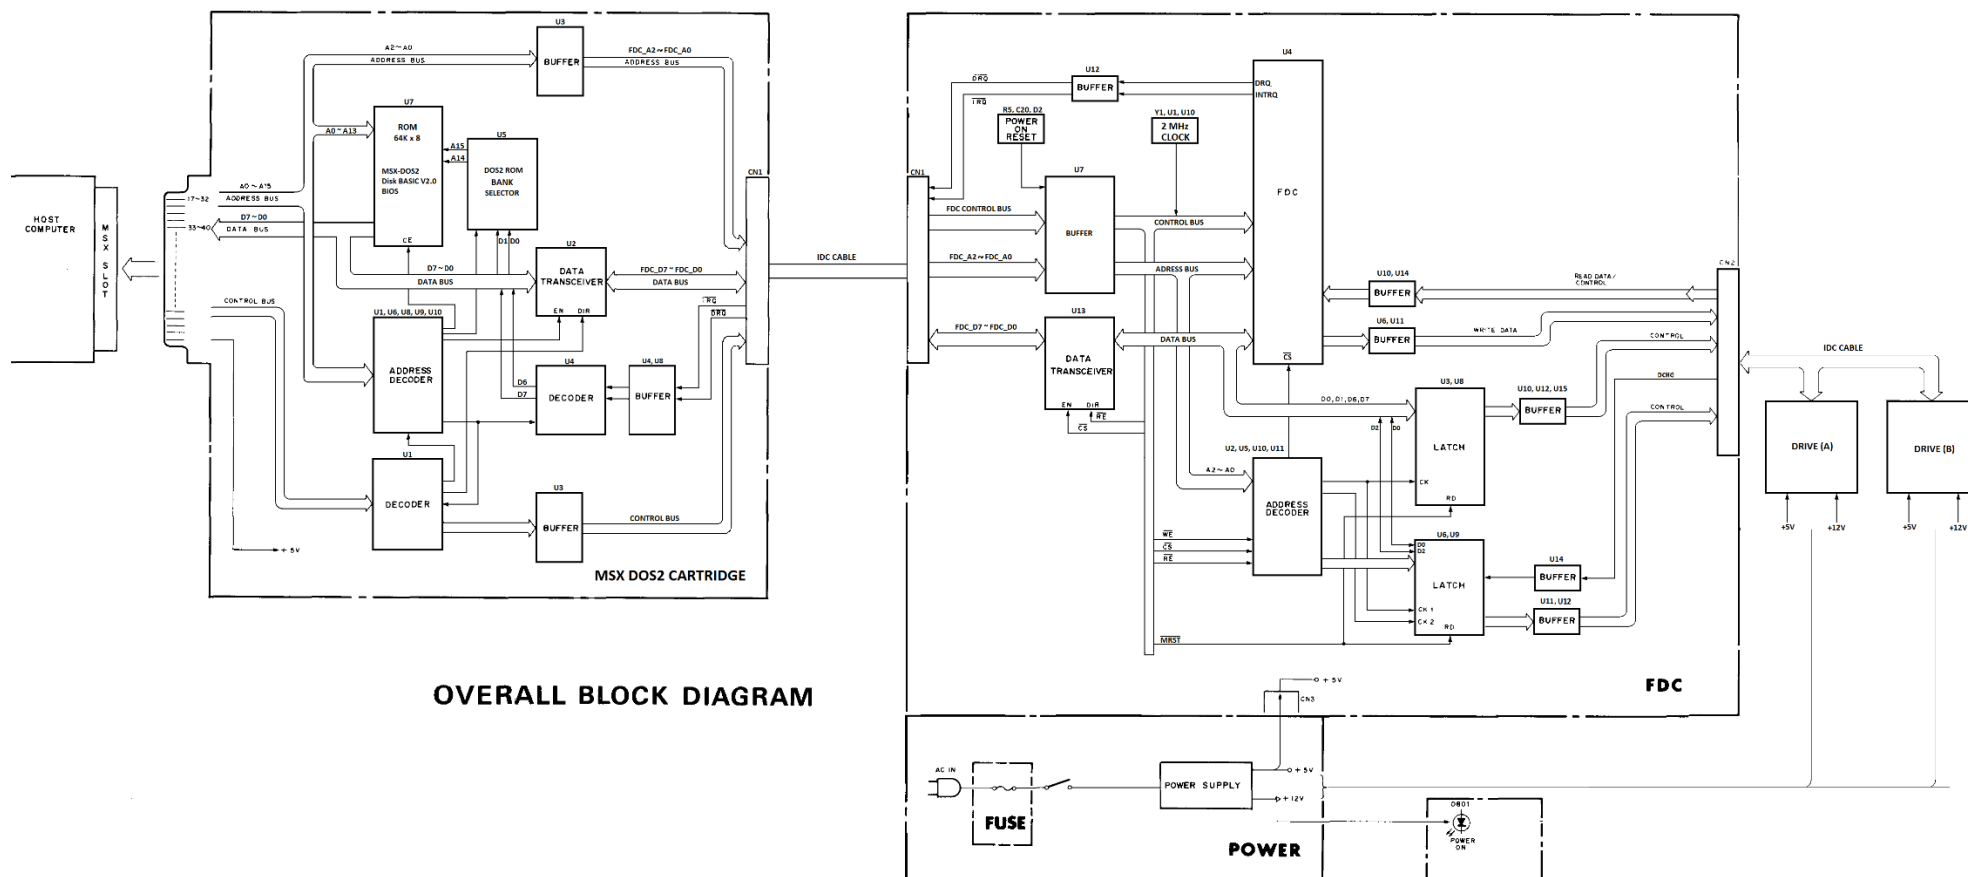 HOST
COMPUTER
MSX SLOT
17~32
33~40
A0 ~ A15
ADDRESS BUS
D7~D0
DATA BUS
CONTROL BUS
+ 5V
A2 ~ A0
ADDRESS BUS
U3
BUFFER
FDC_A2 ~ FDC_A0
ADDRESS BUS
A0 ~ A13
U7
ROM
64K x 8
MSX-DOS2
Disk BASIC V2.0
BIOS
CE
A15
A14
U5
DOS2 ROM
BANK
SELECTOR
D1
D0
D7~D0
DATA BUS
U2
DATA
TRANSCEIVER
EN
DIR
FDC_D7 ~ FDC_D0
DATA BUS
IRQ
DRQ
U1, U6, U8, U9, U10
ADDRESS
DECODER
D6
D7
U4
DECODER
U4, U8
BUFFER
U1
DECODER
U3
BUFFER
CONTROL BUS
CN1
MSX DOS2 CARTRIDGE
IDC CABLE
OVERALL BLOCK DIAGRAM
CN1
DRQ
IRQ
U12
BUFFER
R5, C20, D2
POWER
ON
RESET
Y1, U1, U10
2 MHz
CLOCK
U4
DRQ
INTRQ
FDC
CS
FDC CONTROL BUS
FDC_A2 ~ FDC_A0
U7
BUFFER
CONTROL BUS
ADRESS BUS
FDC_D7 ~ FDC_D0
U13
DATA
TRANSCEIVER
EN
DIR
DATA BUS
RE
CS
U10, U14
BUFFER
READ DATA/
CONTROL
U6, U11
BUFFER
WRITE DATA
CONTROL
DCHG
CONTROL
CN2
D0, D1, D6, D7
D2
D0
U3, U8
LATCH
CK
RD
U10, U12, U15
BUFFER
U2, U5, U10, U11
A2 ~ A0
ADDRESS
DECODER
WE
CS
RE
MRST
U6, U9
D0
D2
LATCH
CK 1
CK 2
RD
U14
BUFFER
U11, U12
BUFFER
IDC CABLE
DRIVE (A)
+5V
+12V
DRIVE (B)
+5V
+12V
FDC
+ 5V
CN3
AC IN
FUSE
POWER SUPPLY
+ 5V
+ 12V
POWER
D801
POWER
ON